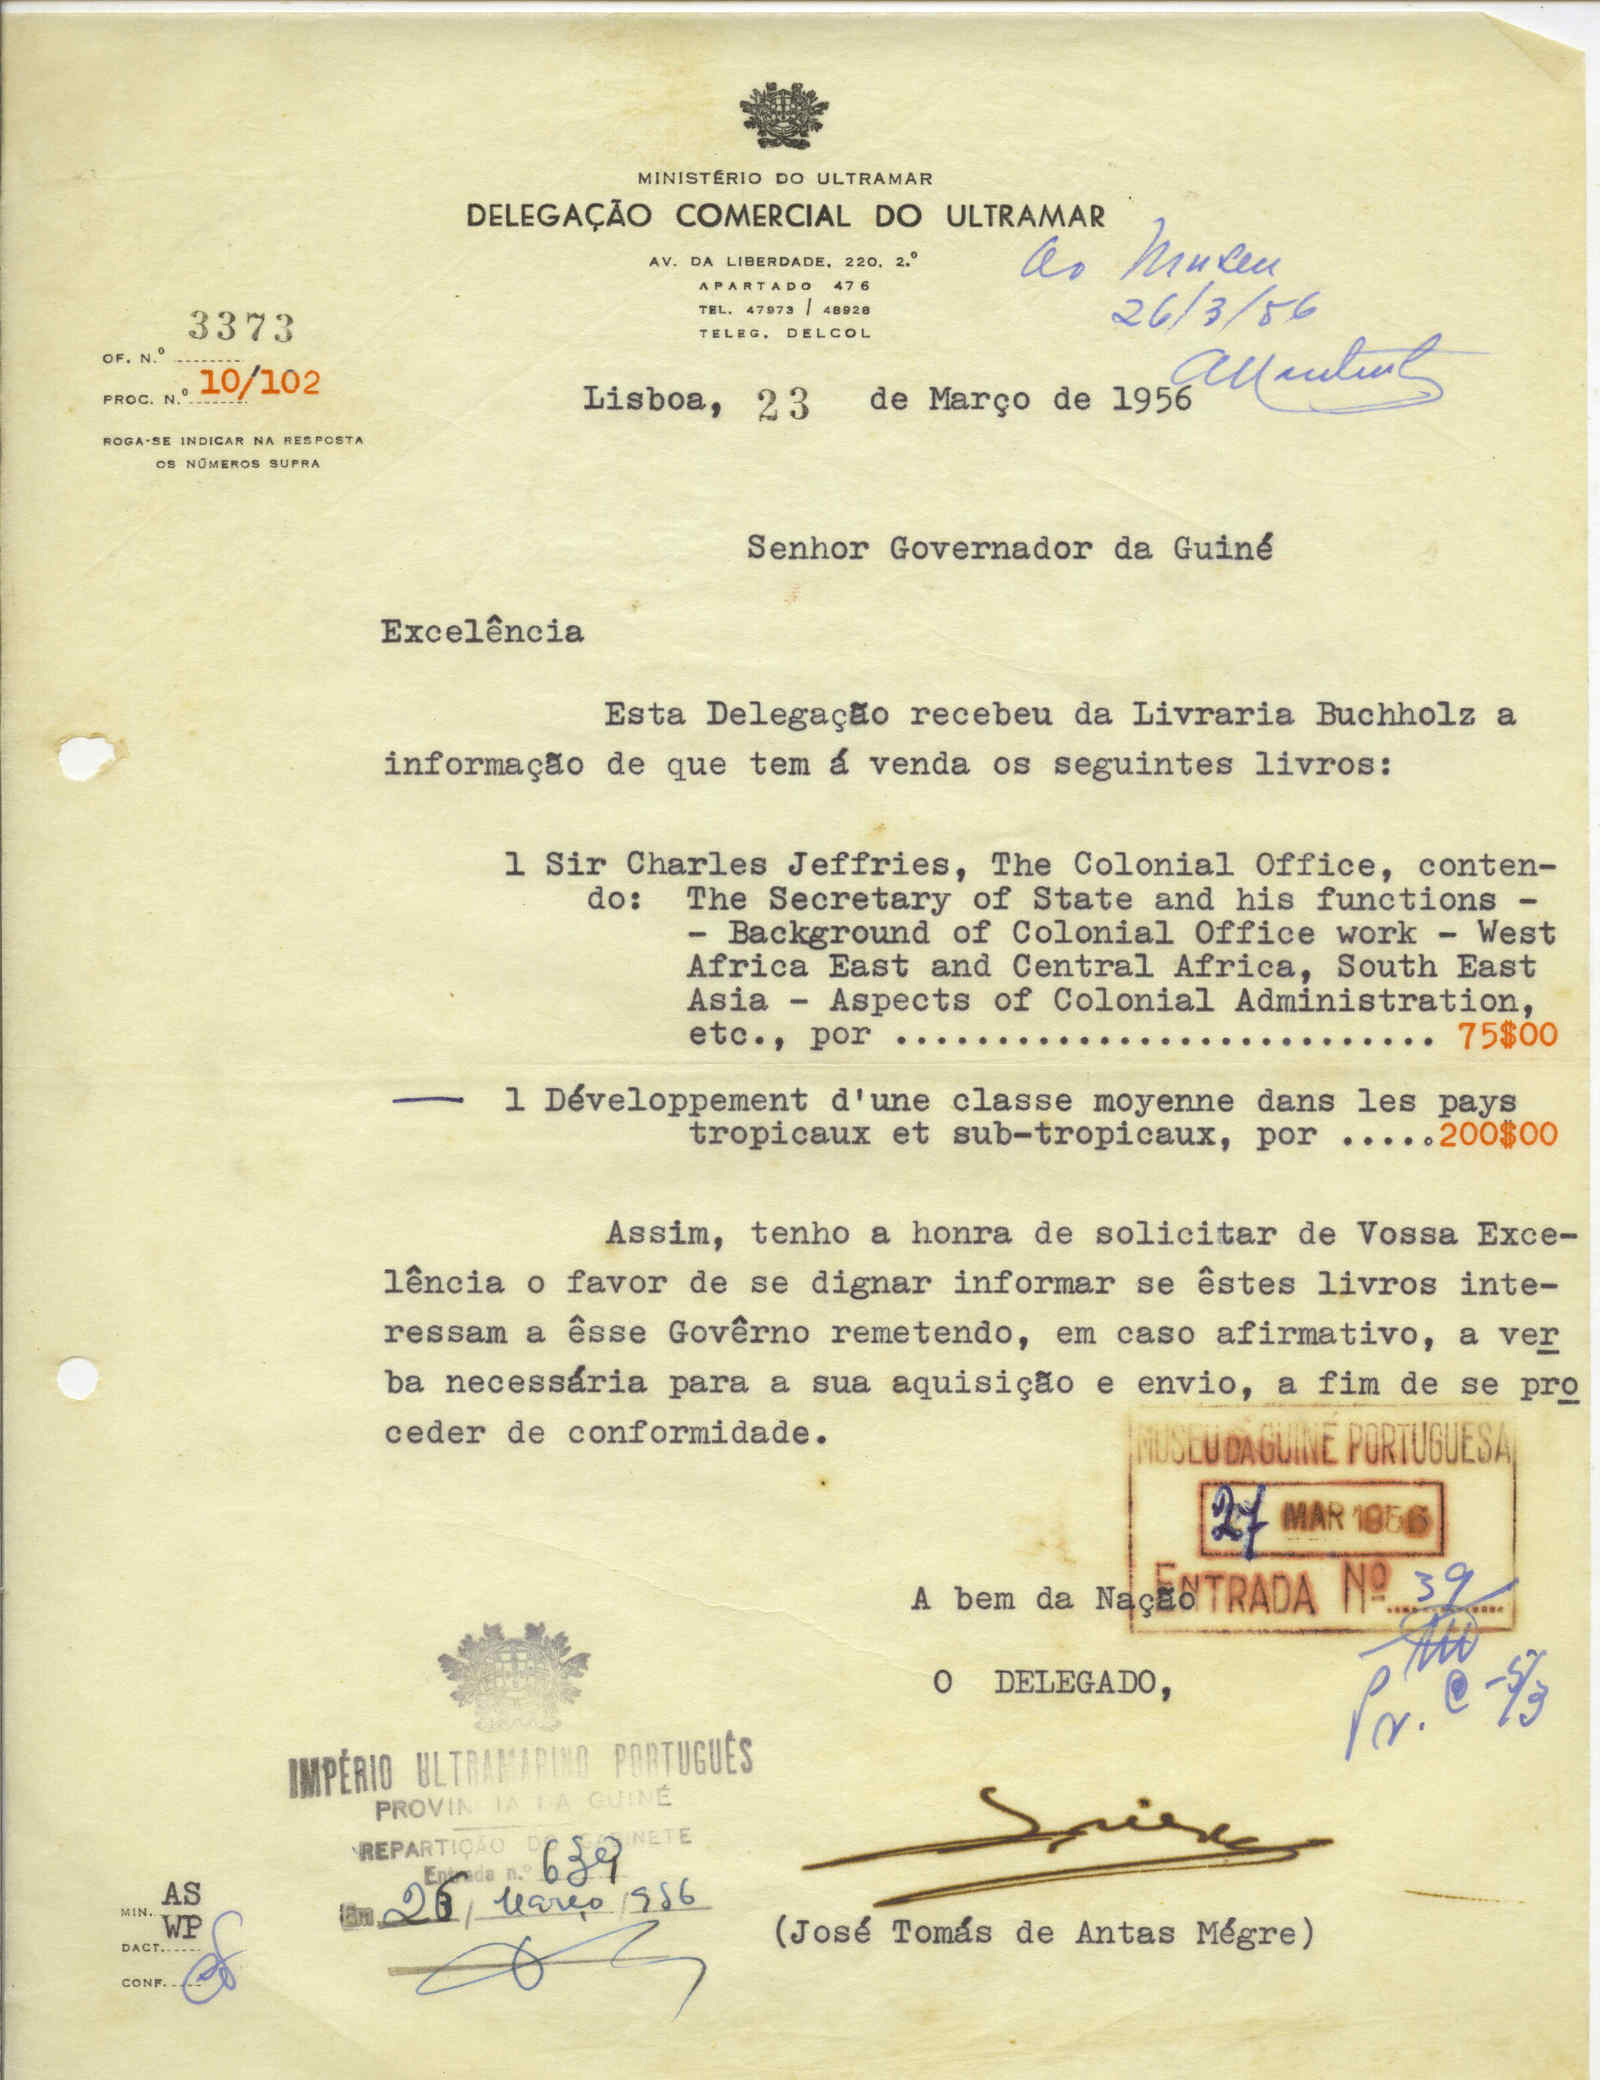 MINISTÉRIO DO ULTRAMAR
DELEGAÇÃO COMERCIAL DO ULTRAMAR
AV. DA LIBERDADE, 220, 2.º
APARTADO 476
TEL. 47973 / 48928
TELEG. DELCOL
Ao Museu
26/3/56
3373
OF. N.º
PROC. N.º 10/102
ROGA-SE INDICAR NA RESPOSTA
OS NÚMEROS SUPRA
Lisboa, 23 de Março de 1956
Senhor Governador da Guiné
Excelência
Esta Delegação recebeu da Livraria Buchholz a
informação de que tem á venda os seguintes livros:
1 Sir Charles Jeffries, The Colonial Office, conten-
do: The Secretary of State and his functions -
- Background of Colonial Office work - West
Africa East and Central Africa, South East
Asia - Aspects of Colonial Administration,
etc., por ........................... 75$00
1 Développement d'une classe moyenne dans les pays
tropicaux et sub-tropicaux, por .....200$00
Assim, tenho a honra de solicitar de Vossa Exce-
lência o favor de se dignar informar se êstes livros inte-
ressam a êsse Govêrno remetendo, em caso afirmativo, a ver
ba necessária para a sua aquisição e envio, a fim de se pro
ceder de conformidade.
MUSEU DA GUINÉ PORTUGUESA
27 MAR 1956
ENTRADA Nº 39
A bem da Nação
O DELEGADO,
(José Tomás de Antas Mégre)
IMPÉRIO ULTRAMARINO PORTUGUÊS
PROVINCIA DA GUINÉ
REPARTIÇÃO DO GABINETE
Entrada n.º 639
Em 26 / Março / 1956
MIN. AS
DACT. WP
CONF.